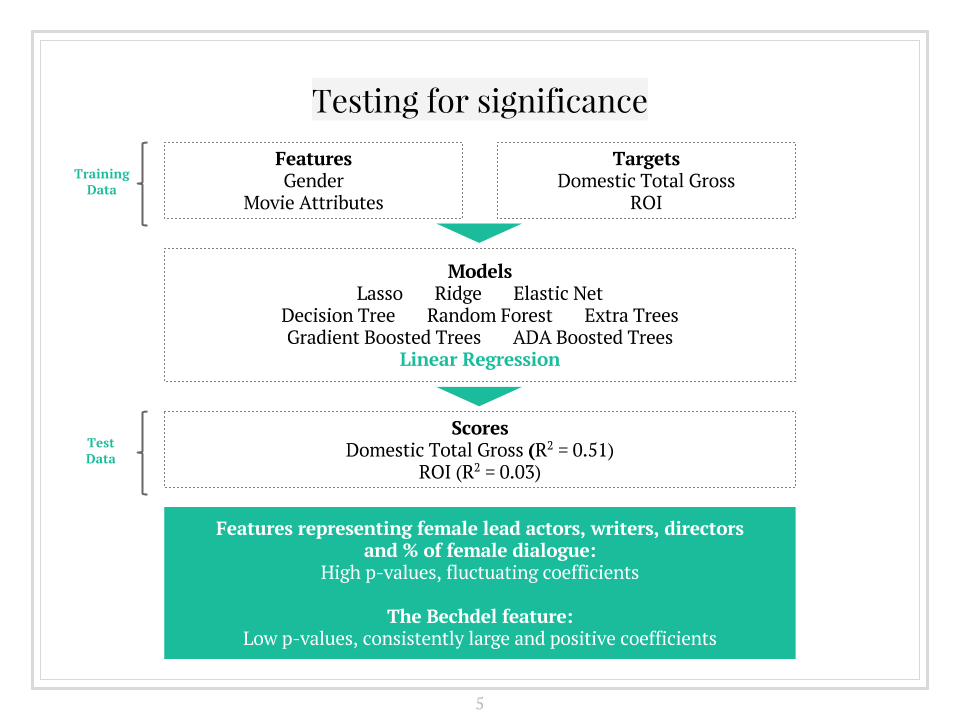 Testing for significance
Training
Data
Features
Gender
Movie Attributes
Targets
Domestic Total Gross
ROI
Models
Lasso Ridge Elastic Net
Decision Tree Random Forest Extra Trees
Gradient Boosted Trees ADA Boosted Trees
Linear Regression
Test
Data
Scores
Domestic Total Gross (R² = 0.51)
ROI (R² = 0.03)
Features representing female lead actors, writers, directors
and % of female dialogue:
High p-values, fluctuating coefficients
The Bechdel feature:
Low p-values, consistently large and positive coefficients
5